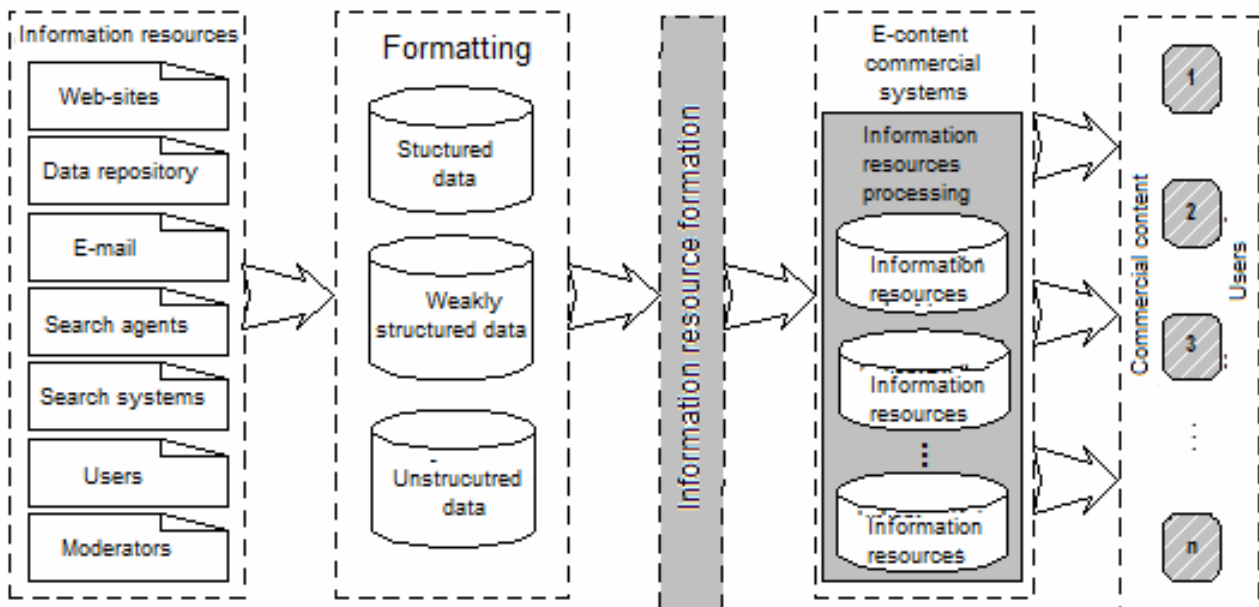 Information resources
Web-sites
Data repository
E-mail
Search agents
Search systems
Users
Moderators
Formatting
Stuctured
data
Weakly
structured data
Unstrucutred
data
Information resource formation
E-content
commercial
systems
Information
resources
processing
Information
resources
Information
resources
⋮
Information
resources
Commercial content
1
2
3
⋮
n
Users